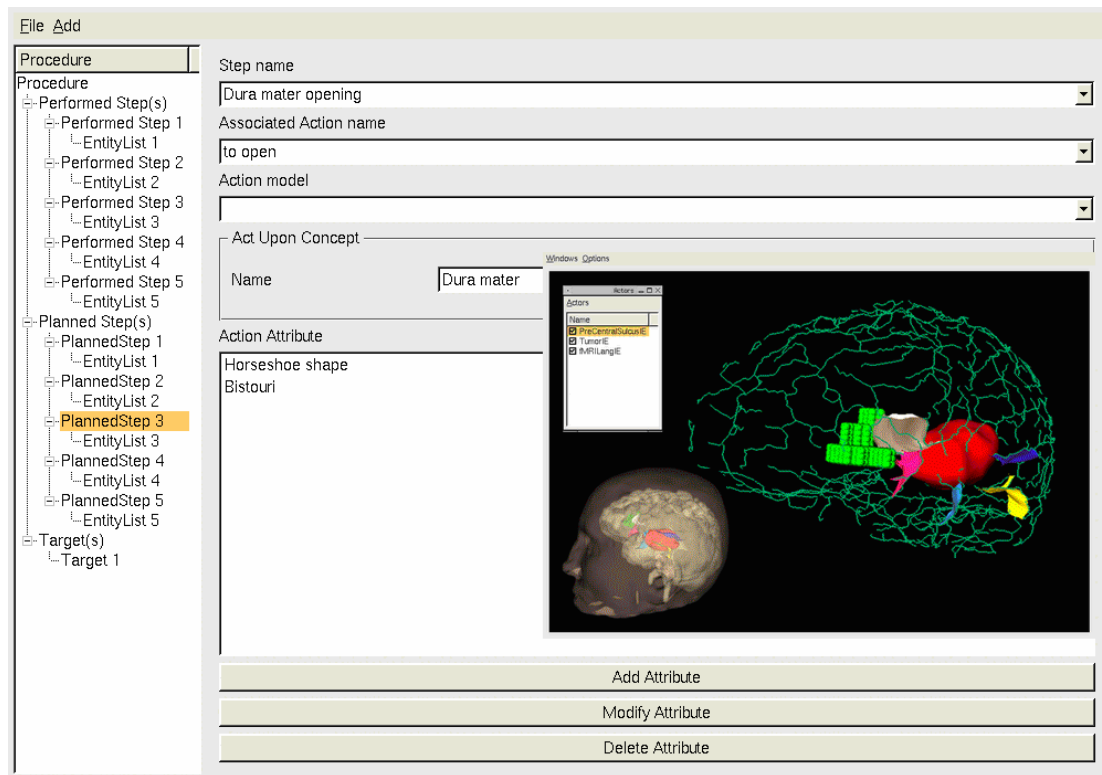 File Add
Procedure
Procedure
Performed Step(s)
Performed Step 1
EntityList 1
Performed Step 2
EntityList 2
Performed Step 3
EntityList 3
Performed Step 4
EntityList 4
Performed Step 5
EntityList 5
Planned Step(s)
PlannedStep 1
EntityList 1
PlannedStep 2
EntityList 2
PlannedStep 3
EntityList 3
PlannedStep 4
EntityList 4
PlannedStep 5
EntityList 5
Target(s)
Target 1
Step name
Dura mater opening
Associated Action name
to open
Action model
Act Upon Concept
Name
Dura mater
Action Attribute
Horseshoe shape
Bistouri
Windows Options
Actors
Actors
Name
PreCentralSulcusIE
TumorIE
fMRILangIE
Add Attribute
Modify Attribute
Delete Attribute